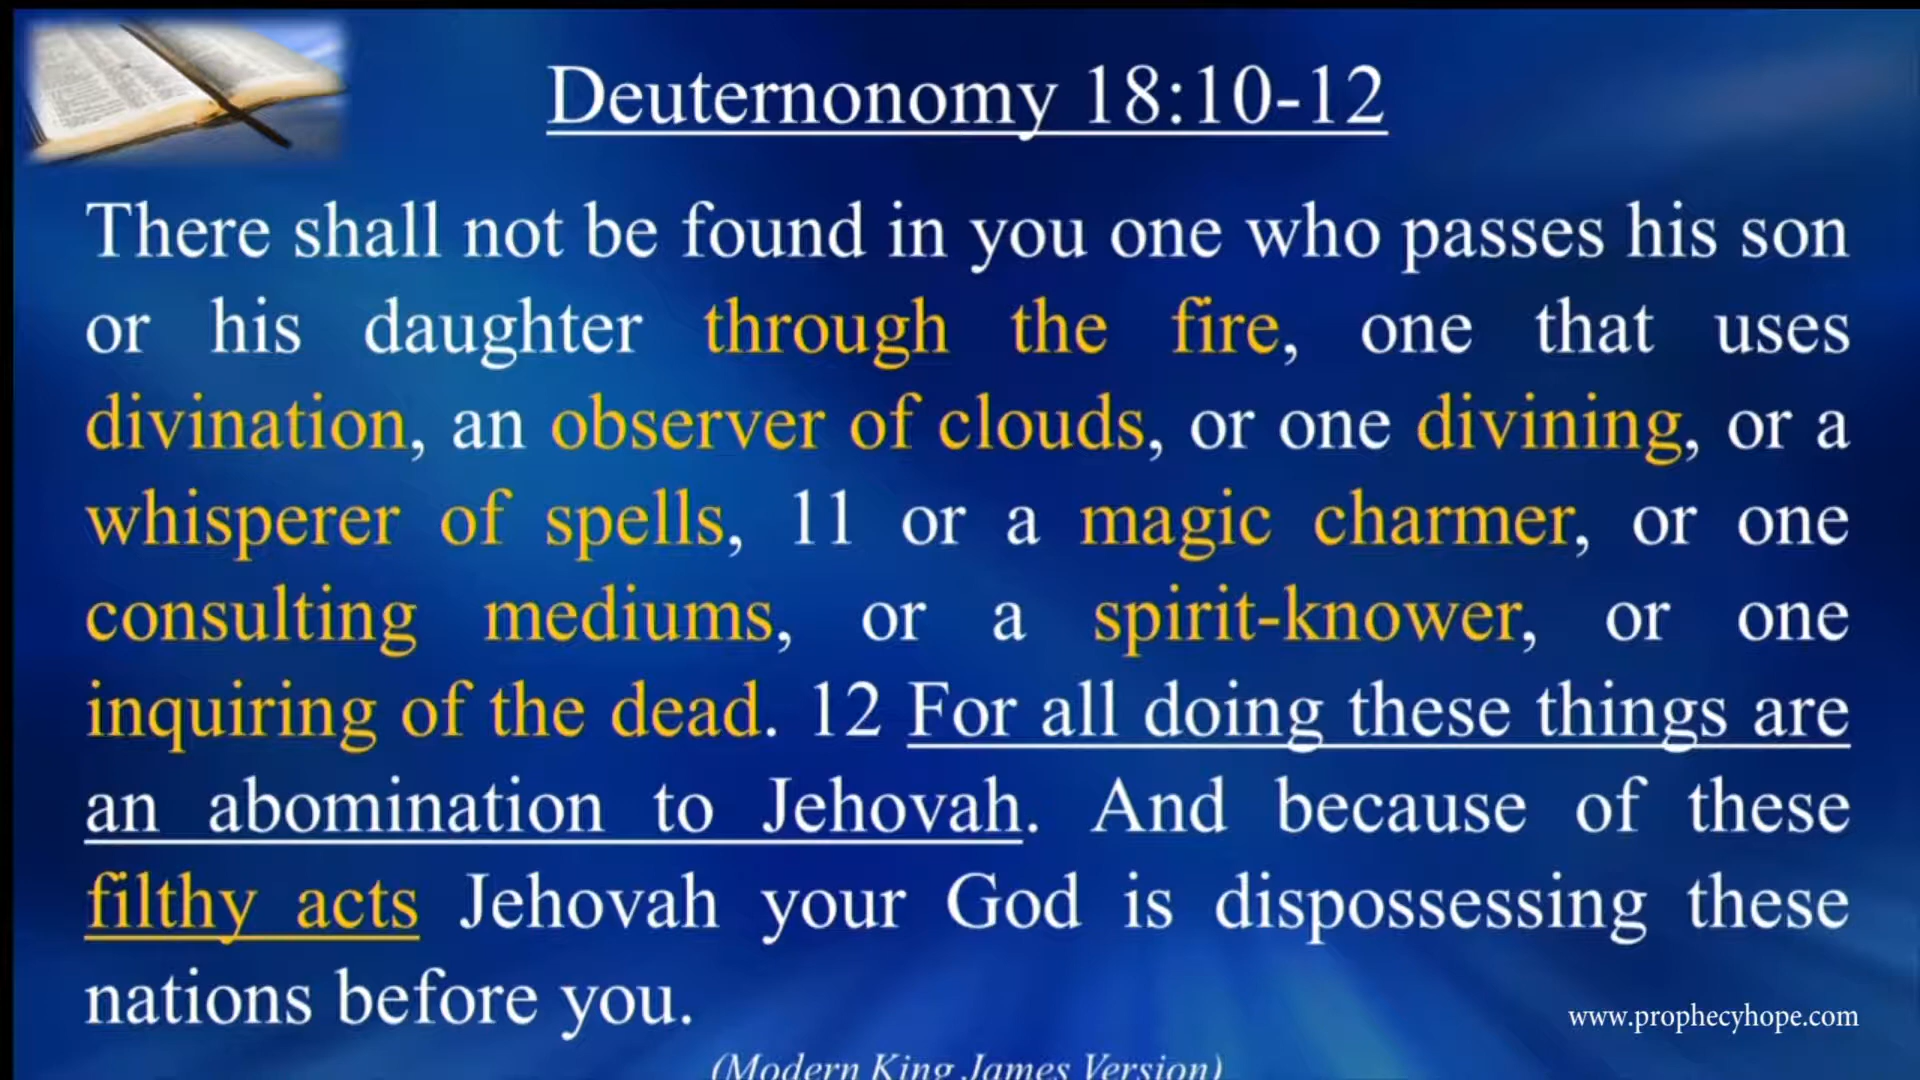 Deuternonomy 18:10-12
There shall not be found in you one who passes his son
or his daughter through the fire, one that uses
divination, an observer of clouds, or one divining, or a
whisperer of spells, 11 or a magic charmer, or one
consulting mediums, or a spirit-knower, or one
inquiring of the dead. 12 For all doing these things are
an abomination to Jehovah. And because of these
filthy acts Jehovah your God is dispossessing these
nations before you.
www.prophecyhope.com
(Modern King James Version)